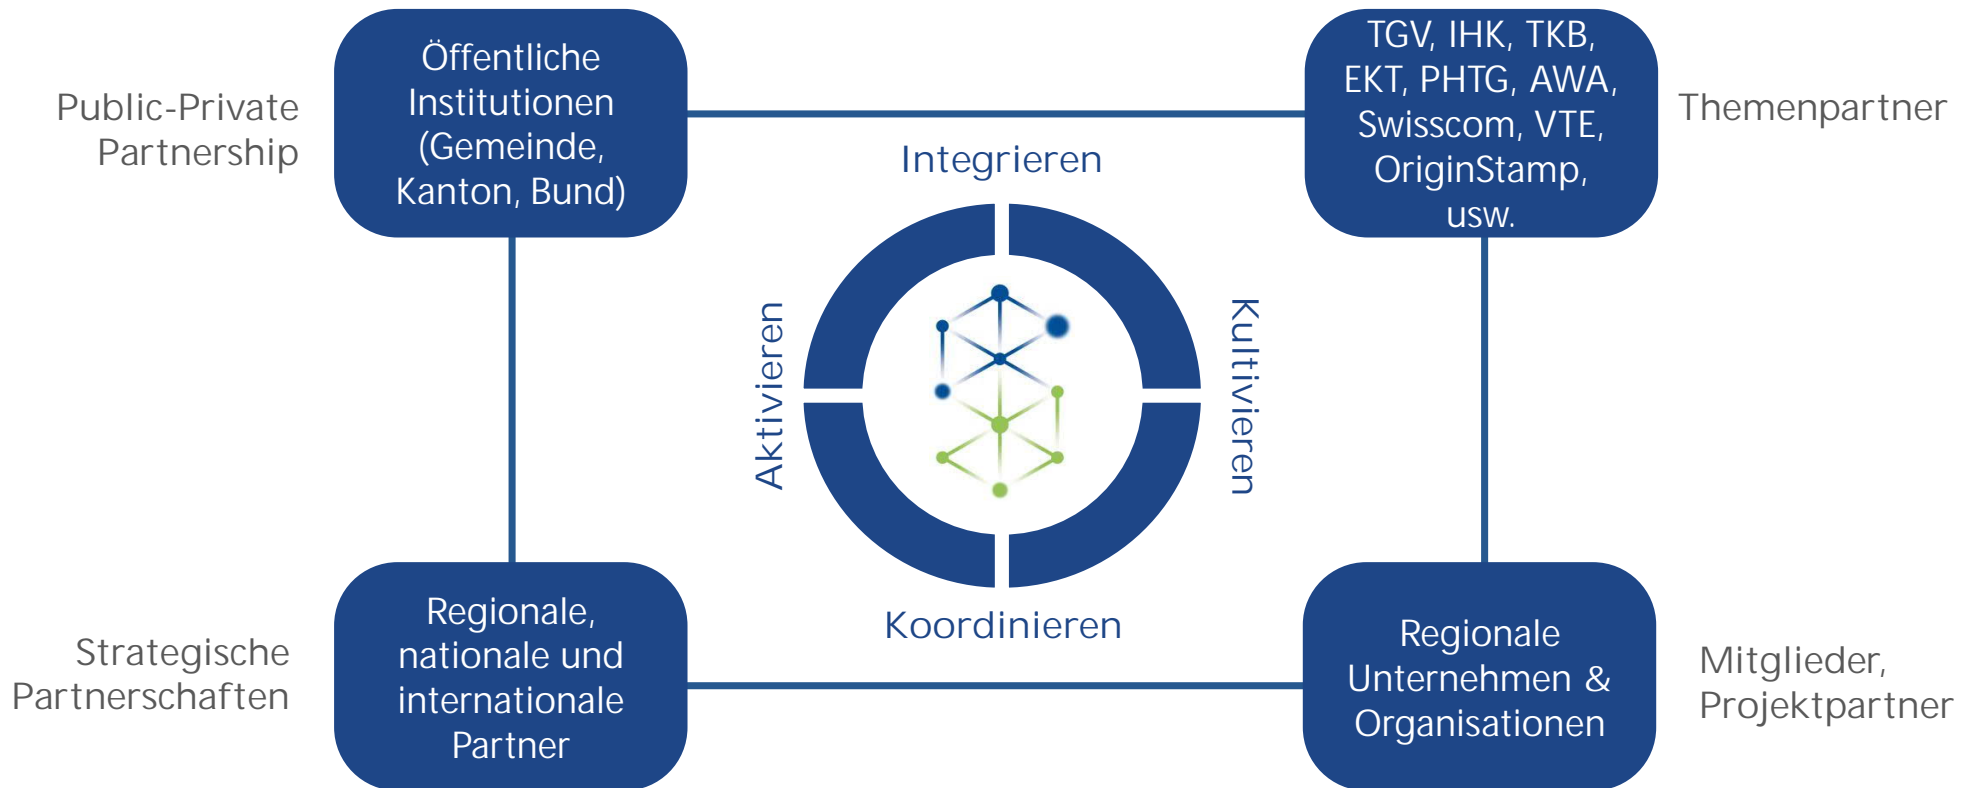 Public-Private
Partnership
Öffentliche
Institutionen
(Gemeinde,
Kanton, Bund)
TGV, IHK, TKB,
EKT, PHTG, AWA,
Swisscom, VTE,
OriginStamp,
usw.
Themenpartner
Integrieren
Aktivieren
Kultivieren
Koordinieren
Strategische
Partnerschaften
Regionale,
nationale und
internationale
Partner
Regionale
Unternehmen &
Organisationen
Mitglieder,
Projektpartner